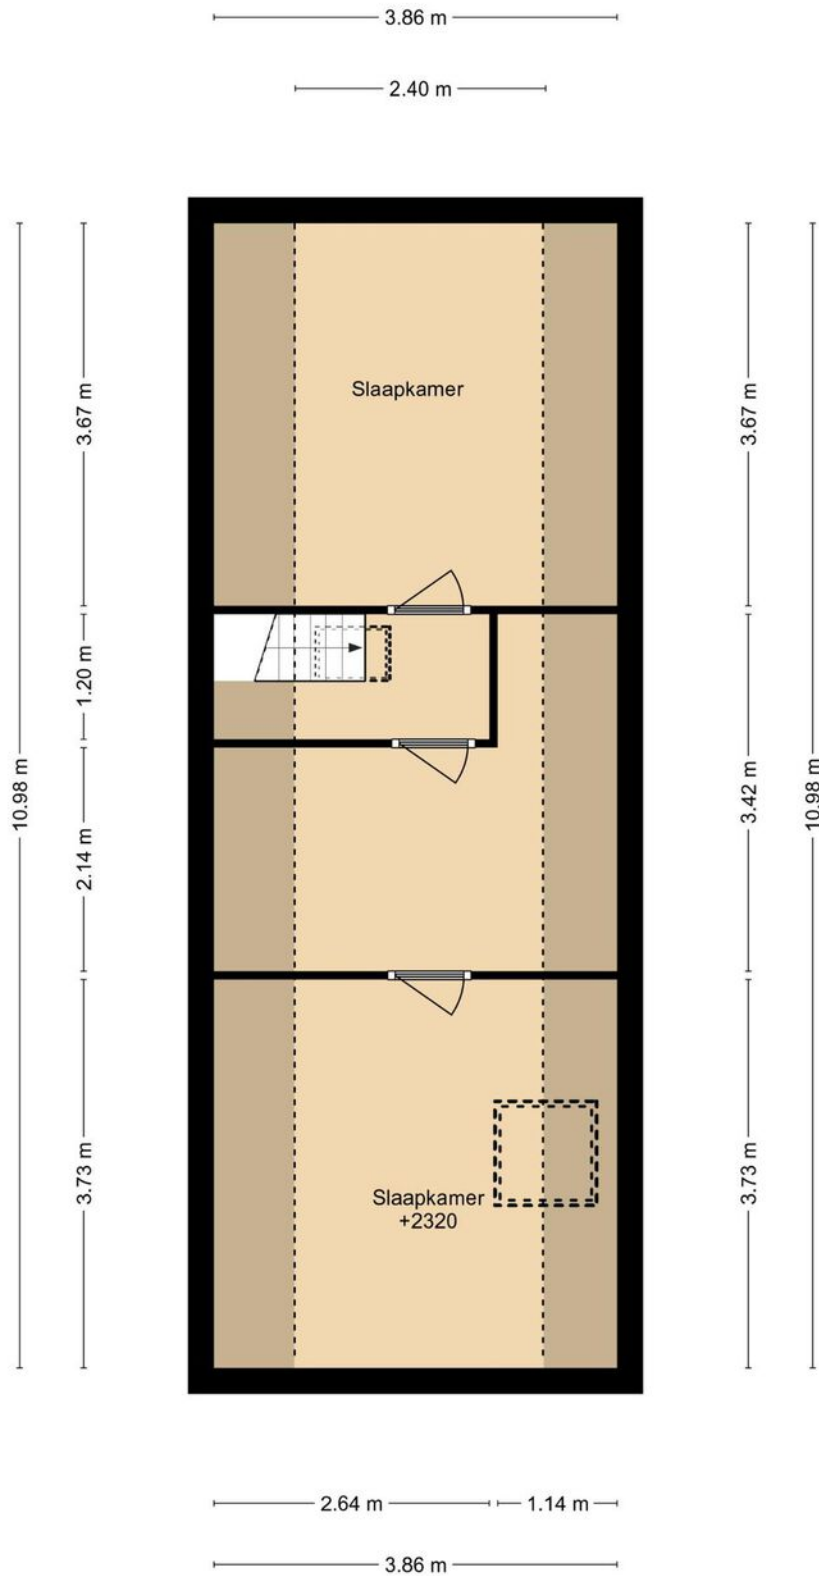 3.86 m
2.40 m
3.67 m
3.67 m
Slaapkamer
1.20 m
10.98 m
3.42 m
10.98 m
2.14 m
3.73 m
3.73 m
Slaapkamer
+2320
2.64 m
1.14 m
3.86 m